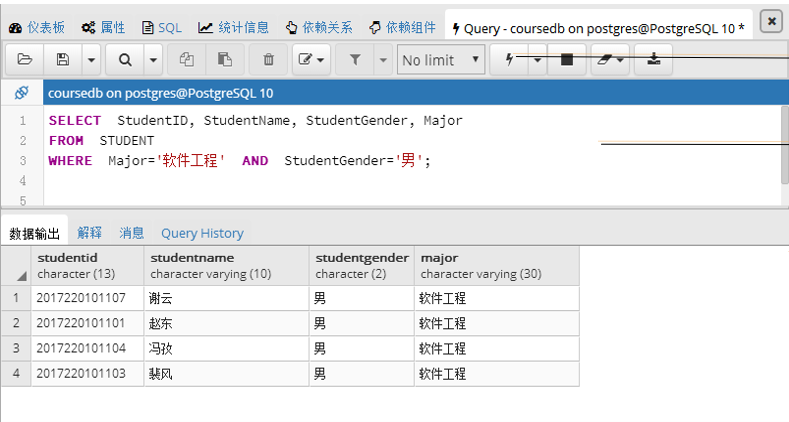 仪表板 属性 SQL 统计信息 依赖关系 依赖组件 Query - coursedb on postgres@PostgreSQL 10 *
No limit
coursedb on postgres@PostgreSQL 10
1 SELECT StudentID, StudentName, StudentGender, Major
2 FROM STUDENT
3 WHERE Major='软件工程' AND StudentGender='男';
4
5
数据输出 解释 消息 Query History
studentid studentname studentgender major
character (13) character varying (10) character (2) character varying (30)
1 2017220101107 谢云 男 软件工程
2 2017220101101 赵东 男 软件工程
3 2017220101104 冯孜 男 软件工程
4 2017220101103 裴风 男 软件工程